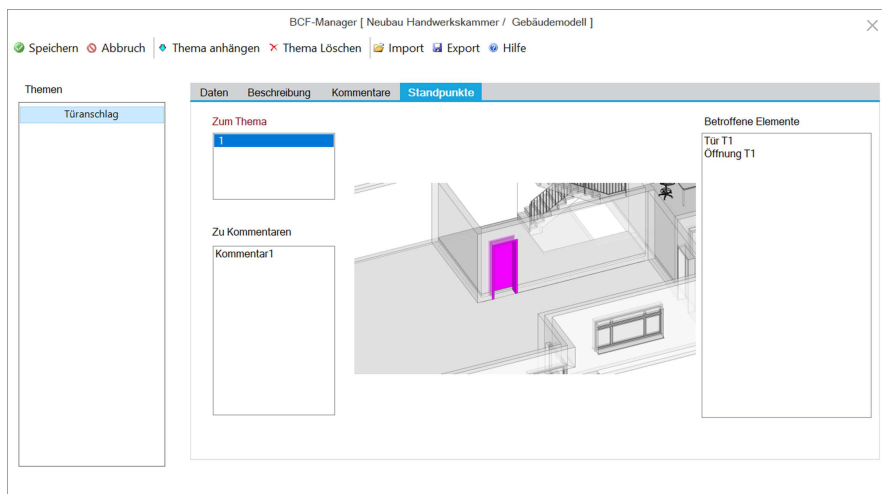 BCF-Manager [ Neubau Handwerkskammer / Gebäudemodell ]
Speichern Abbruch Thema anhängen Thema Löschen Import Export Hilfe
Themen
Türanschlag
Daten Beschreibung Kommentare Standpunkte
Zum Thema
1
Zu Kommentaren
Kommentar1
Betroffene Elemente
Tür T1
Öffnung T1